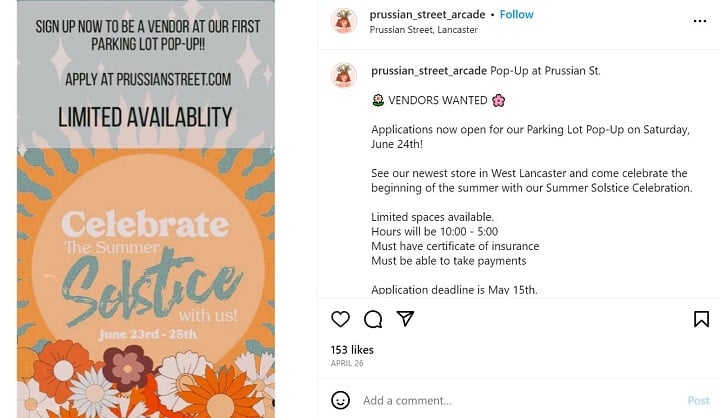 SIGN UP NOW TO BE A VENDOR AT OUR FIRST
PARKING LOT POP-UP!!
APPLY AT PRUSSIANSTREET.COM
LIMITED AVAILABLITY
Celebrate
The Summer
Solstice
with us!
June 23rd - 25th
prussian_street_arcade • Follow
Prussian Street, Lancaster
prussian_street_arcade Pop-Up at Prussian St.
VENDORS WANTED
Applications now open for our Parking Lot Pop-Up on Saturday,
June 24th!
See our newest store in West Lancaster and come celebrate the
beginning of the summer with our Summer Solstice Celebration.
Limited spaces available.
Hours will be 10:00 - 5:00
Must have certificate of insurance
Must be able to take payments
Application deadline is May 15th.
153 likes
APRIL 26
Add a comment...
Post